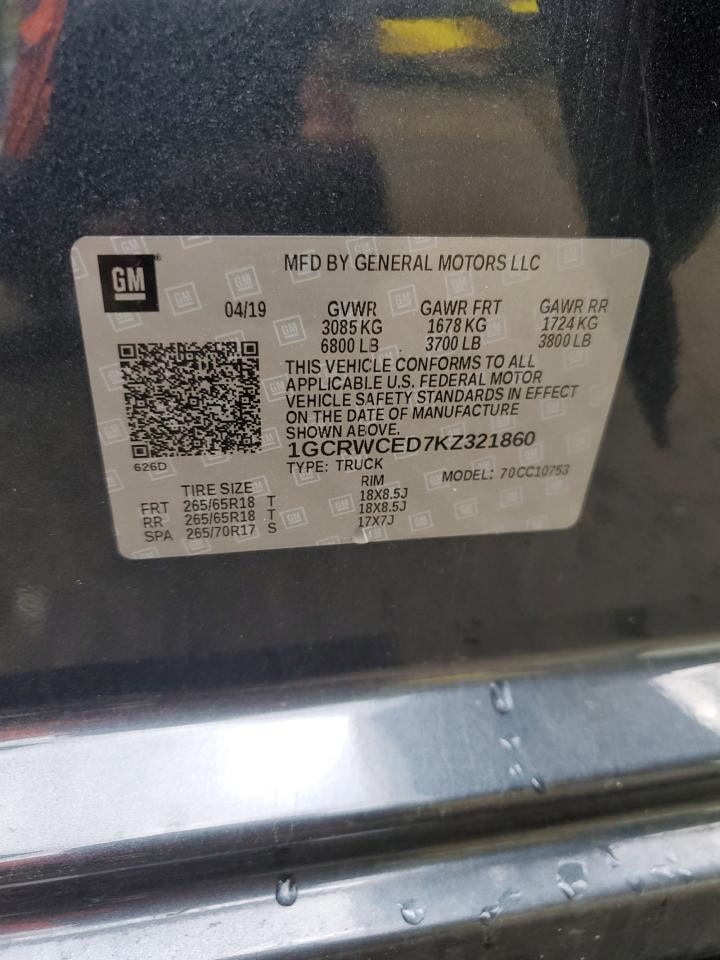 GM
MFD BY GENERAL MOTORS LLC
04/19 GVWR GAWR FRT GAWR RR
3085 KG 1678 KG 1724 KG
6800 LB 3700 LB 3800 LB
THIS VEHICLE CONFORMS TO ALL
APPLICABLE U.S. FEDERAL MOTOR
VEHICLE SAFETY STANDARDS IN EFFECT
ON THE DATE OF MANUFACTURE
SHOWN ABOVE.
1GCRWCED7KZ321860
626D
TYPE: TRUCK MODEL: 70CC10753
TIRE SIZE RIM
FRT 265/65R18 T 18X8.5J
RR 265/65R18 T 18X8.5J
SPA 265/70R17 S 17X7J